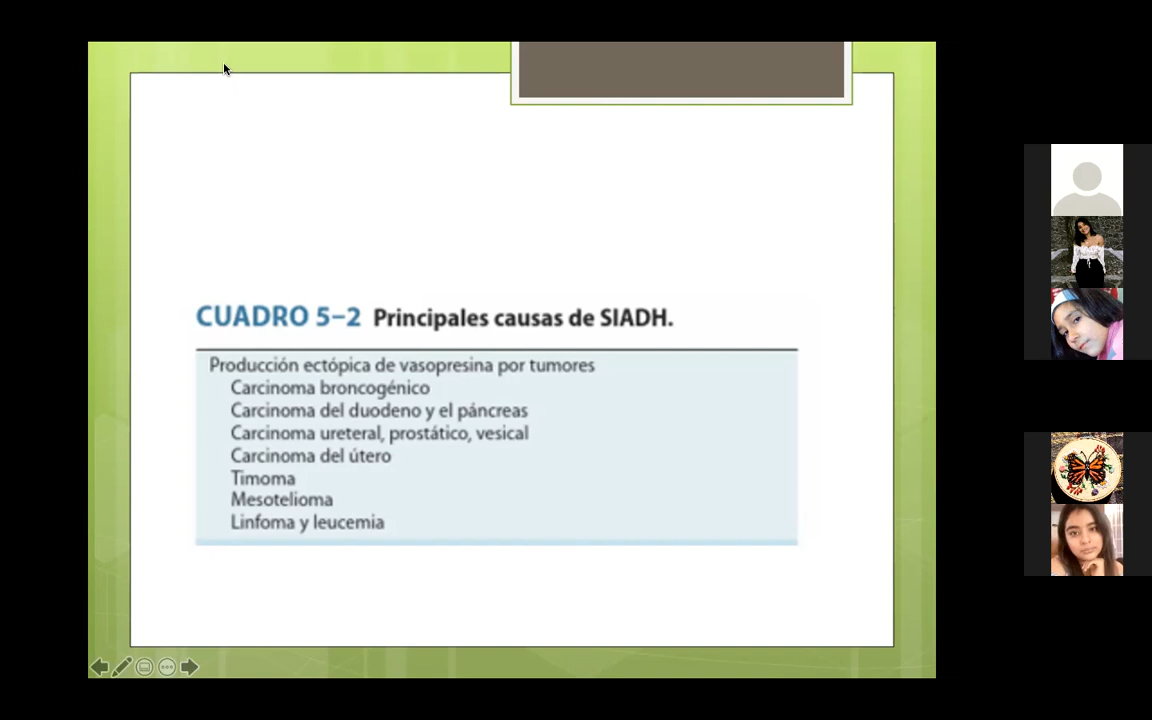 CUADRO 5–2 Principales causas de SIADH.
Producción ectópica de vasopresina por tumores
Carcinoma broncogénico
Carcinoma del duodeno y el páncreas
Carcinoma ureteral, prostático, vesical
Carcinoma del útero
Timoma
Mesotelioma
Linfoma y leucemia